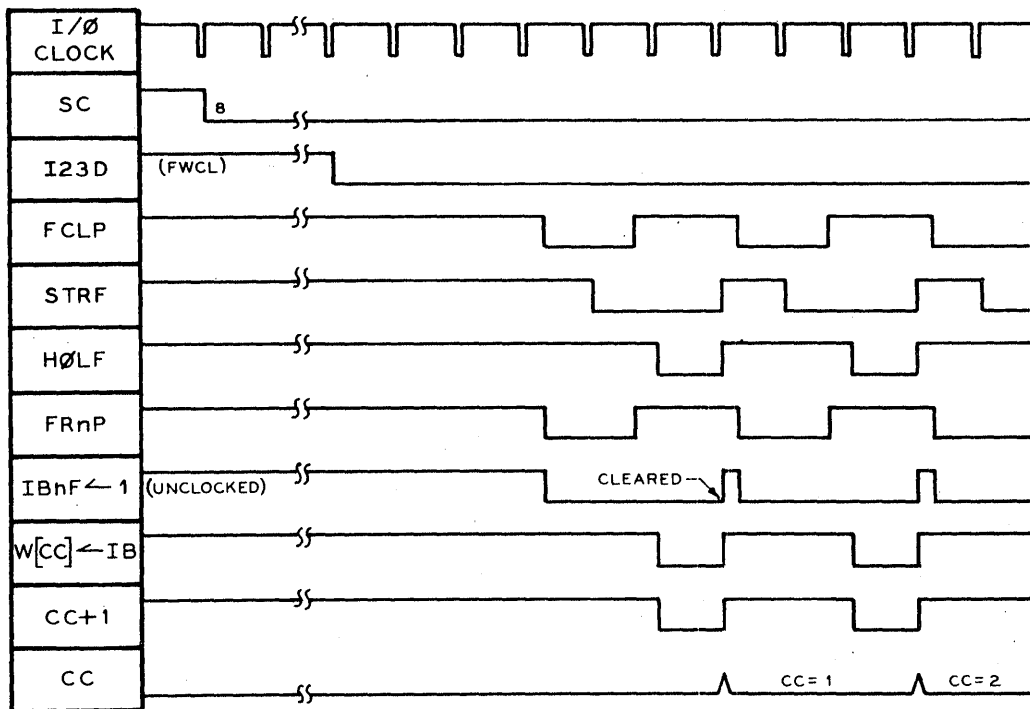 I/Ø
CLOCK
SC
8
I23D
(FWCL)
FCLP
STRF
HØLF
FRnP
IBnF←1
(UNCLOCKED)
CLEARED
W[CC]←IB
CC+1
CC
CC=1
CC=2